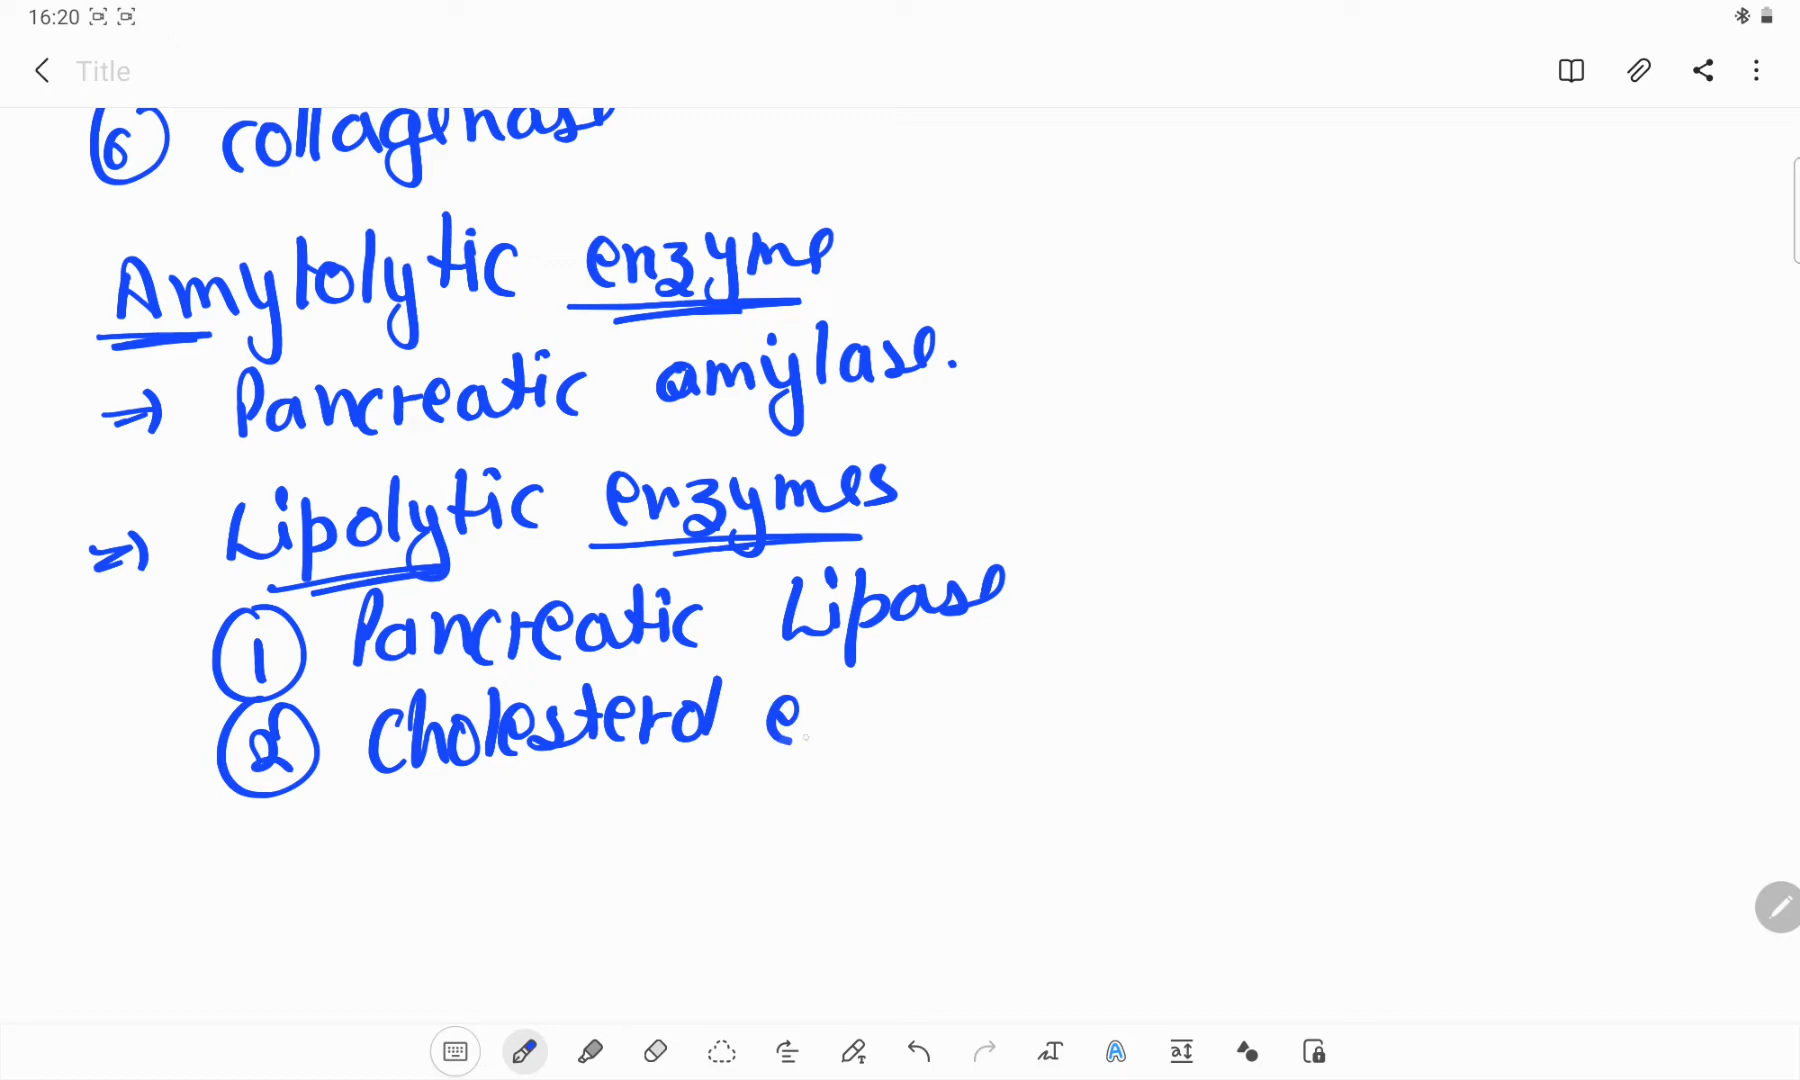 16:20
Title
6 collagenase
Amylolytic enzyme
⇒ Pancreatic amylase.
⇒ Lipolytic enzymes
1 Pancreatic Lipase
2 Cholesterol e